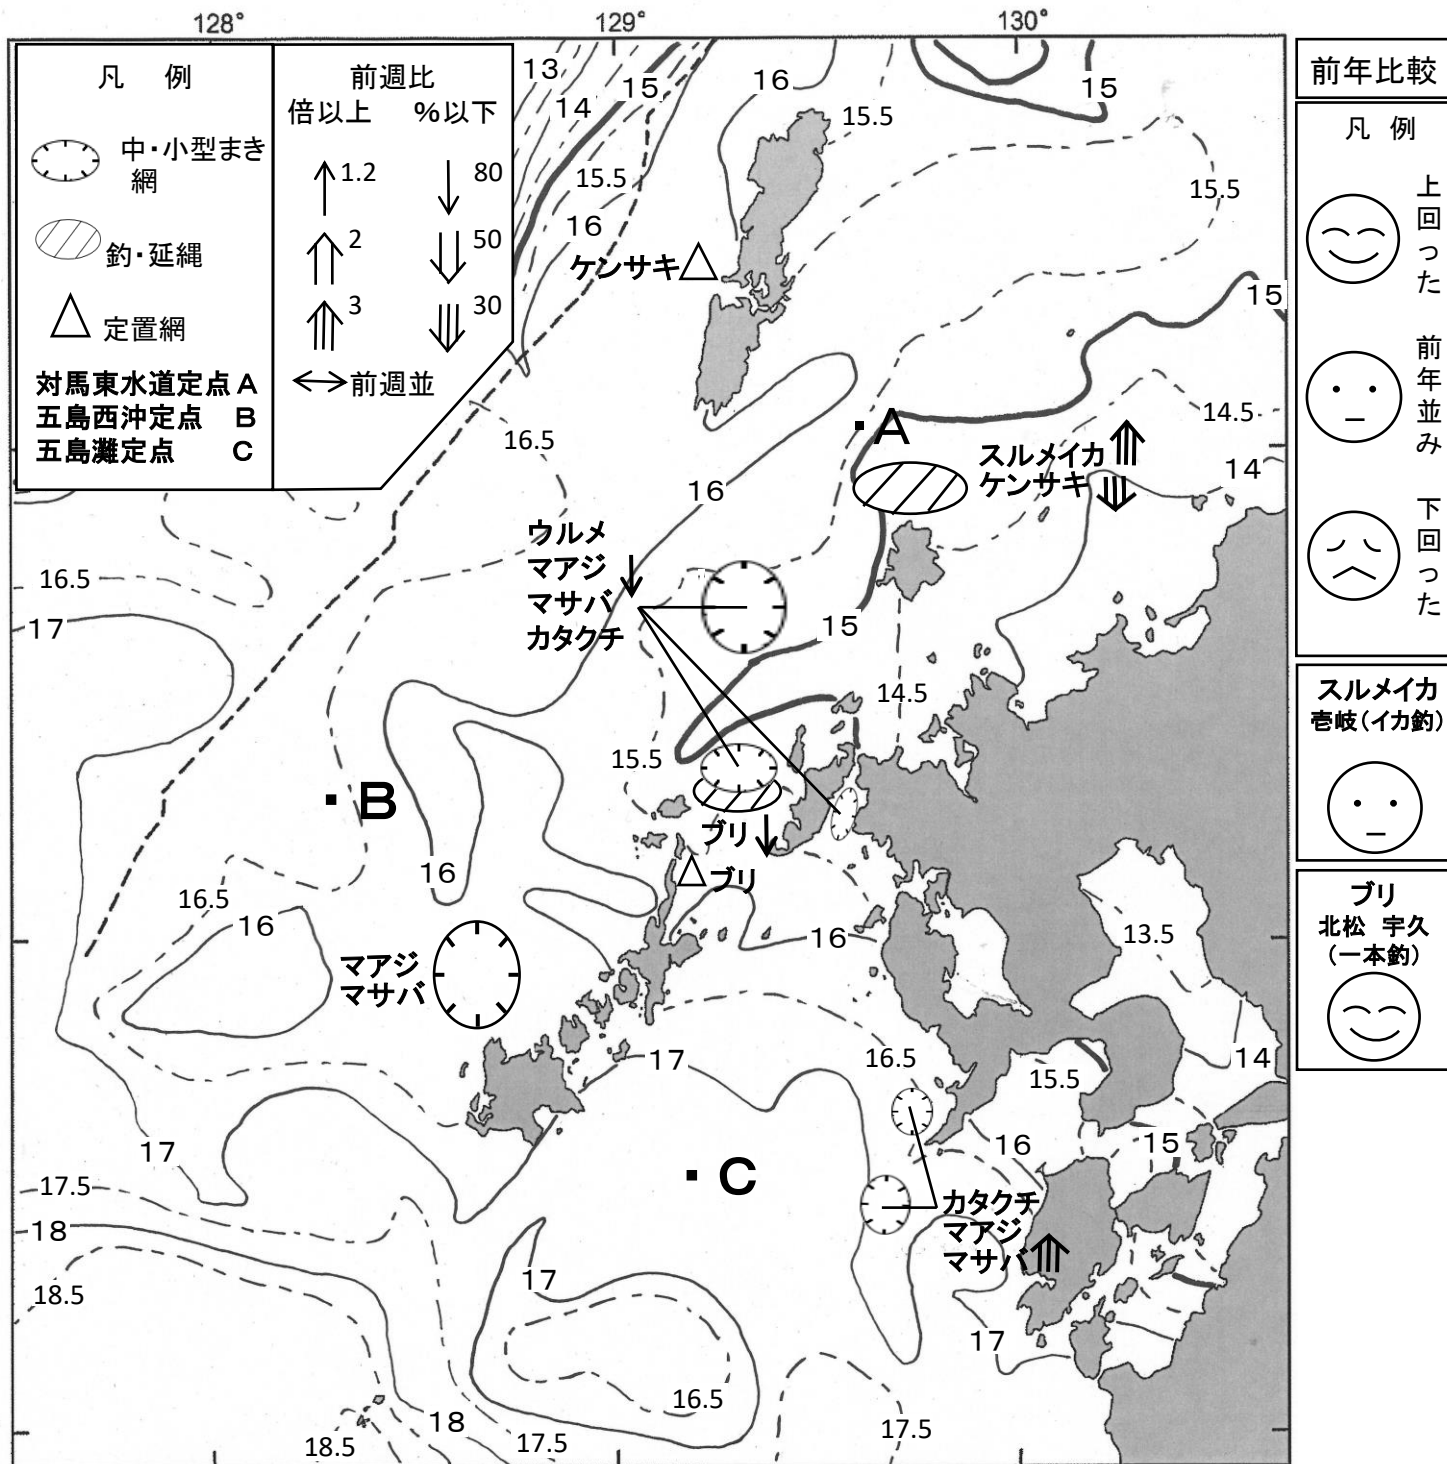 128°
129°
130°
凡 例
中・小型まき
網
釣・延縄
定置網
対馬東水道定点 A
五島西沖定点 B
五島灘定点 C
前週比
倍以上 %以下
1.2 80
2 50
3 30
前週並
前年比較
凡 例
上回った
前年並み
下回った
スルメイカ
壱岐(イカ釣)
ブリ
北松 宇久
(一本釣)
13
14
15
15.5
16
16
15.5
15
15.5
15
ケンサキ
16.5
14.5
A
スルメイカ
ケンサキ
14
16
ウルメ
マアジ
マサバ
カタクチ
16.5
17
15
14.5
15.5
B
ブリ
ブリ
16
16.5
16
16
13.5
マアジ
マサバ
17
16.5
15.5
14
17
16
15
C
17.5
18
カタクチ
マアジ
マサバ
17
18.5
17
16.5
18
17.5
17.5
18.5